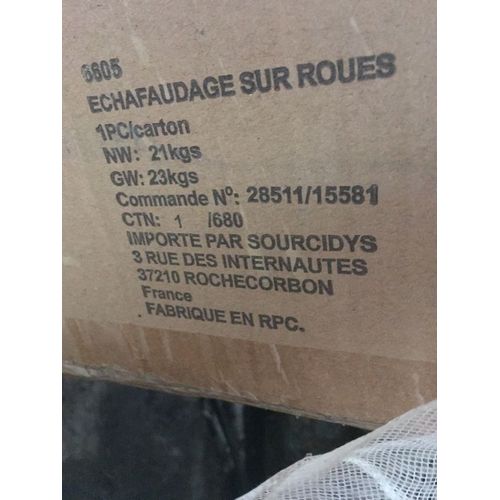 6605
ECHAFAUDAGE SUR ROUES
1PC/carton
NW: 21kgs
GW: 23kgs
Commande Nº: 28511/15581
CTN: 1 /680
IMPORTE PAR SOURCIDYS
3 RUE DES INTERNAUTES
37210 ROCHECORBON
France
. FABRIQUE EN RPC.